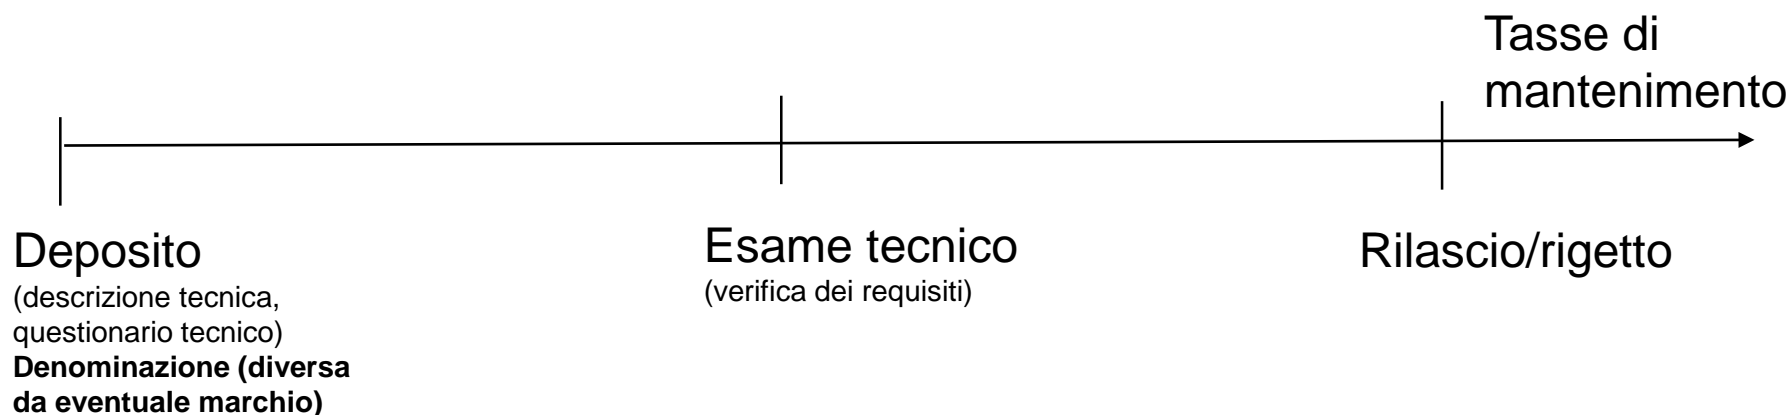 Tasse di
mantenimento
Deposito
(descrizione tecnica,
questionario tecnico)
Denominazione (diversa
da eventuale marchio)
Esame tecnico
(verifica dei requisiti)
Rilascio/rigetto